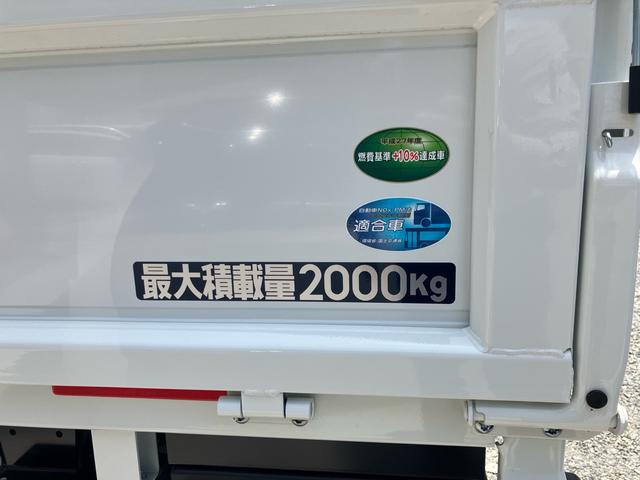 平成27年度
燃費基準+10%達成車
自動車NOx・PM法
適合車
環境省・国土交通省
最大積載量2000Kg